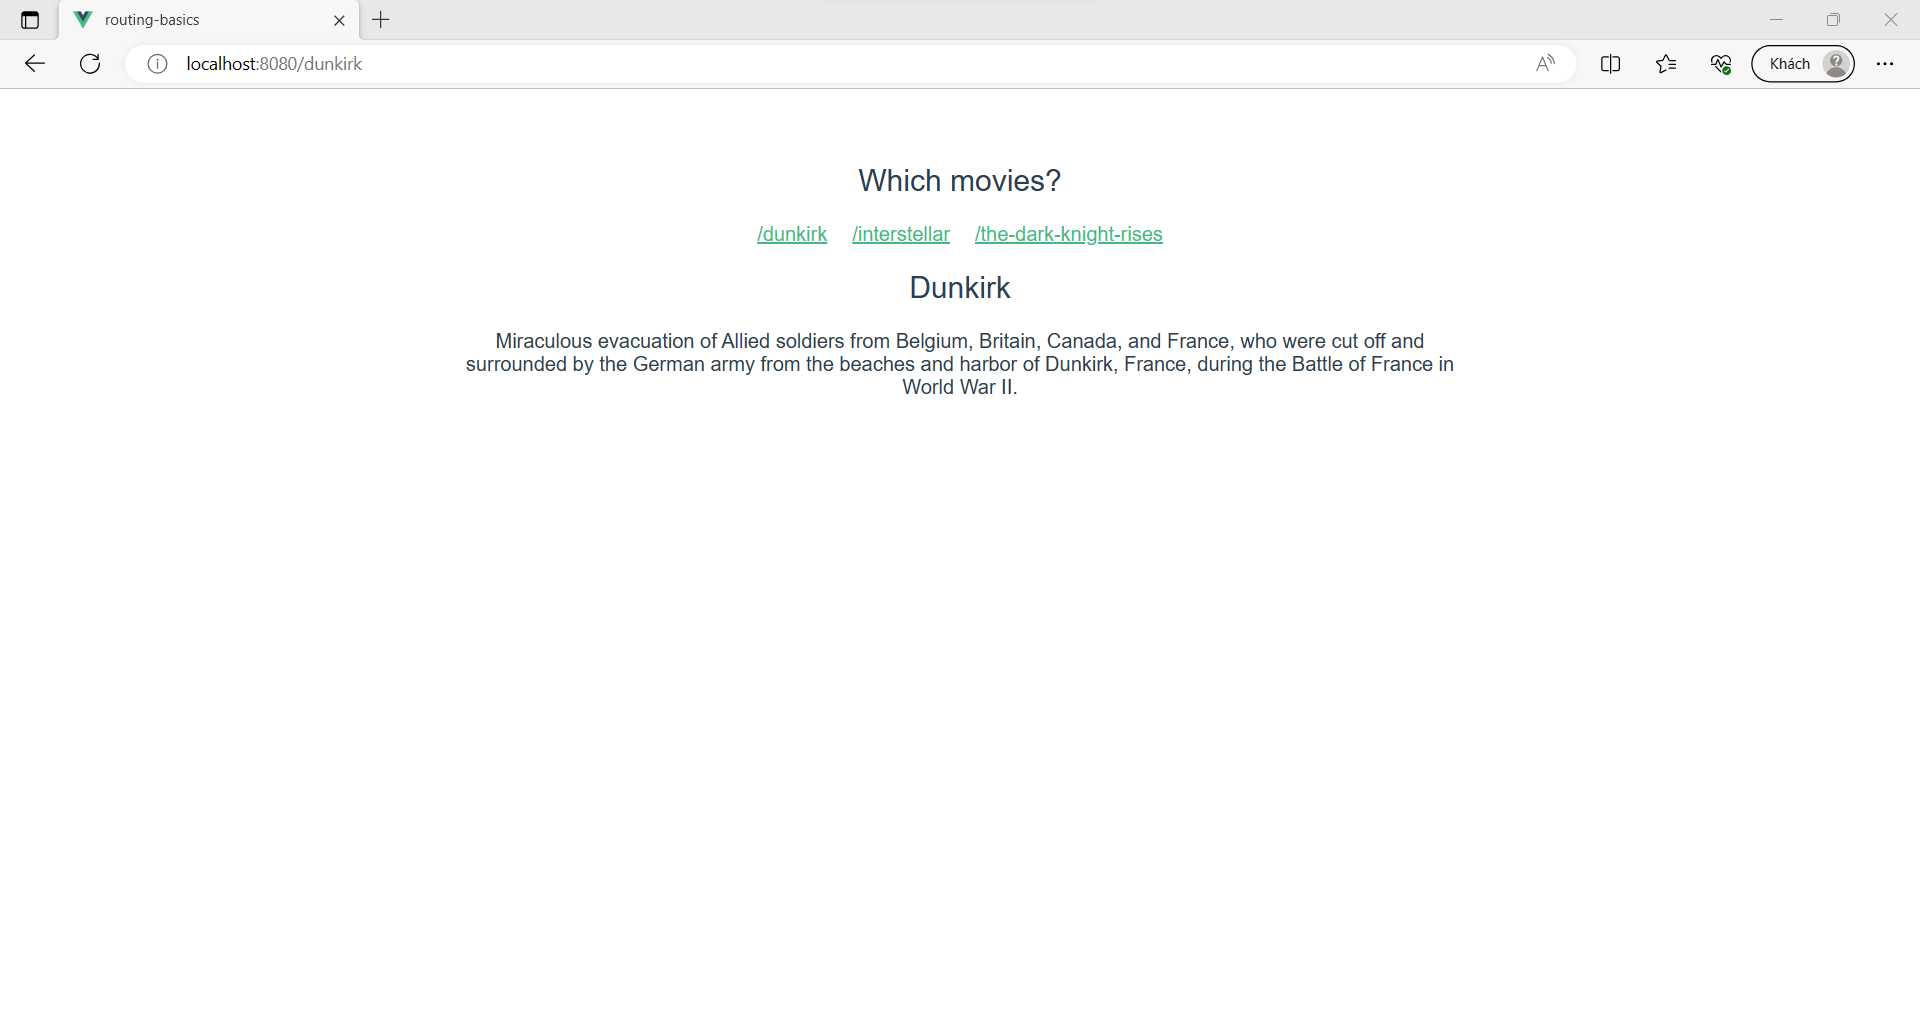 routing-basics
localhost:8080/dunkirk
Khách
Which movies?
/dunkirk /interstellar /the-dark-knight-rises
Dunkirk
Miraculous evacuation of Allied soldiers from Belgium, Britain, Canada, and France, who were cut off and
surrounded by the German army from the beaches and harbor of Dunkirk, France, during the Battle of France in
World War II.